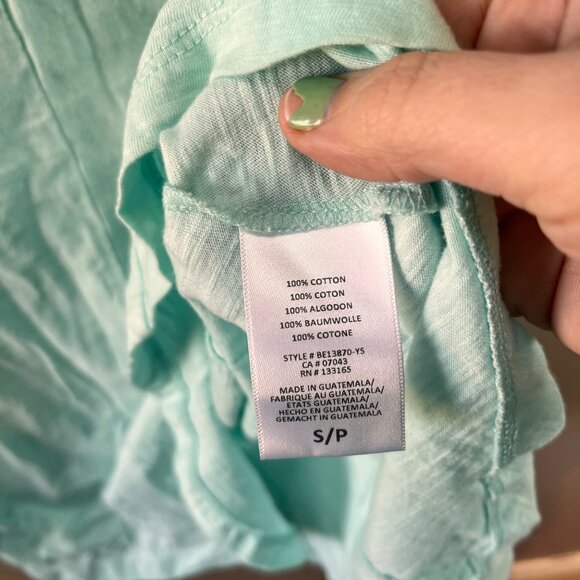 100% COTTON
100% COTON
100% ALGODON
100% BAUMWOLLE
100% COTONE
STYLE # BE13870-YS
CA # 07043
RN # 133165
MADE IN GUATEMALA/
FABRIQUE AU GUATEMALA/
ETATS GUATEMALA/
HECHO EN GUATEMALA/
GEMACHT IN GUATEMALA
S/P